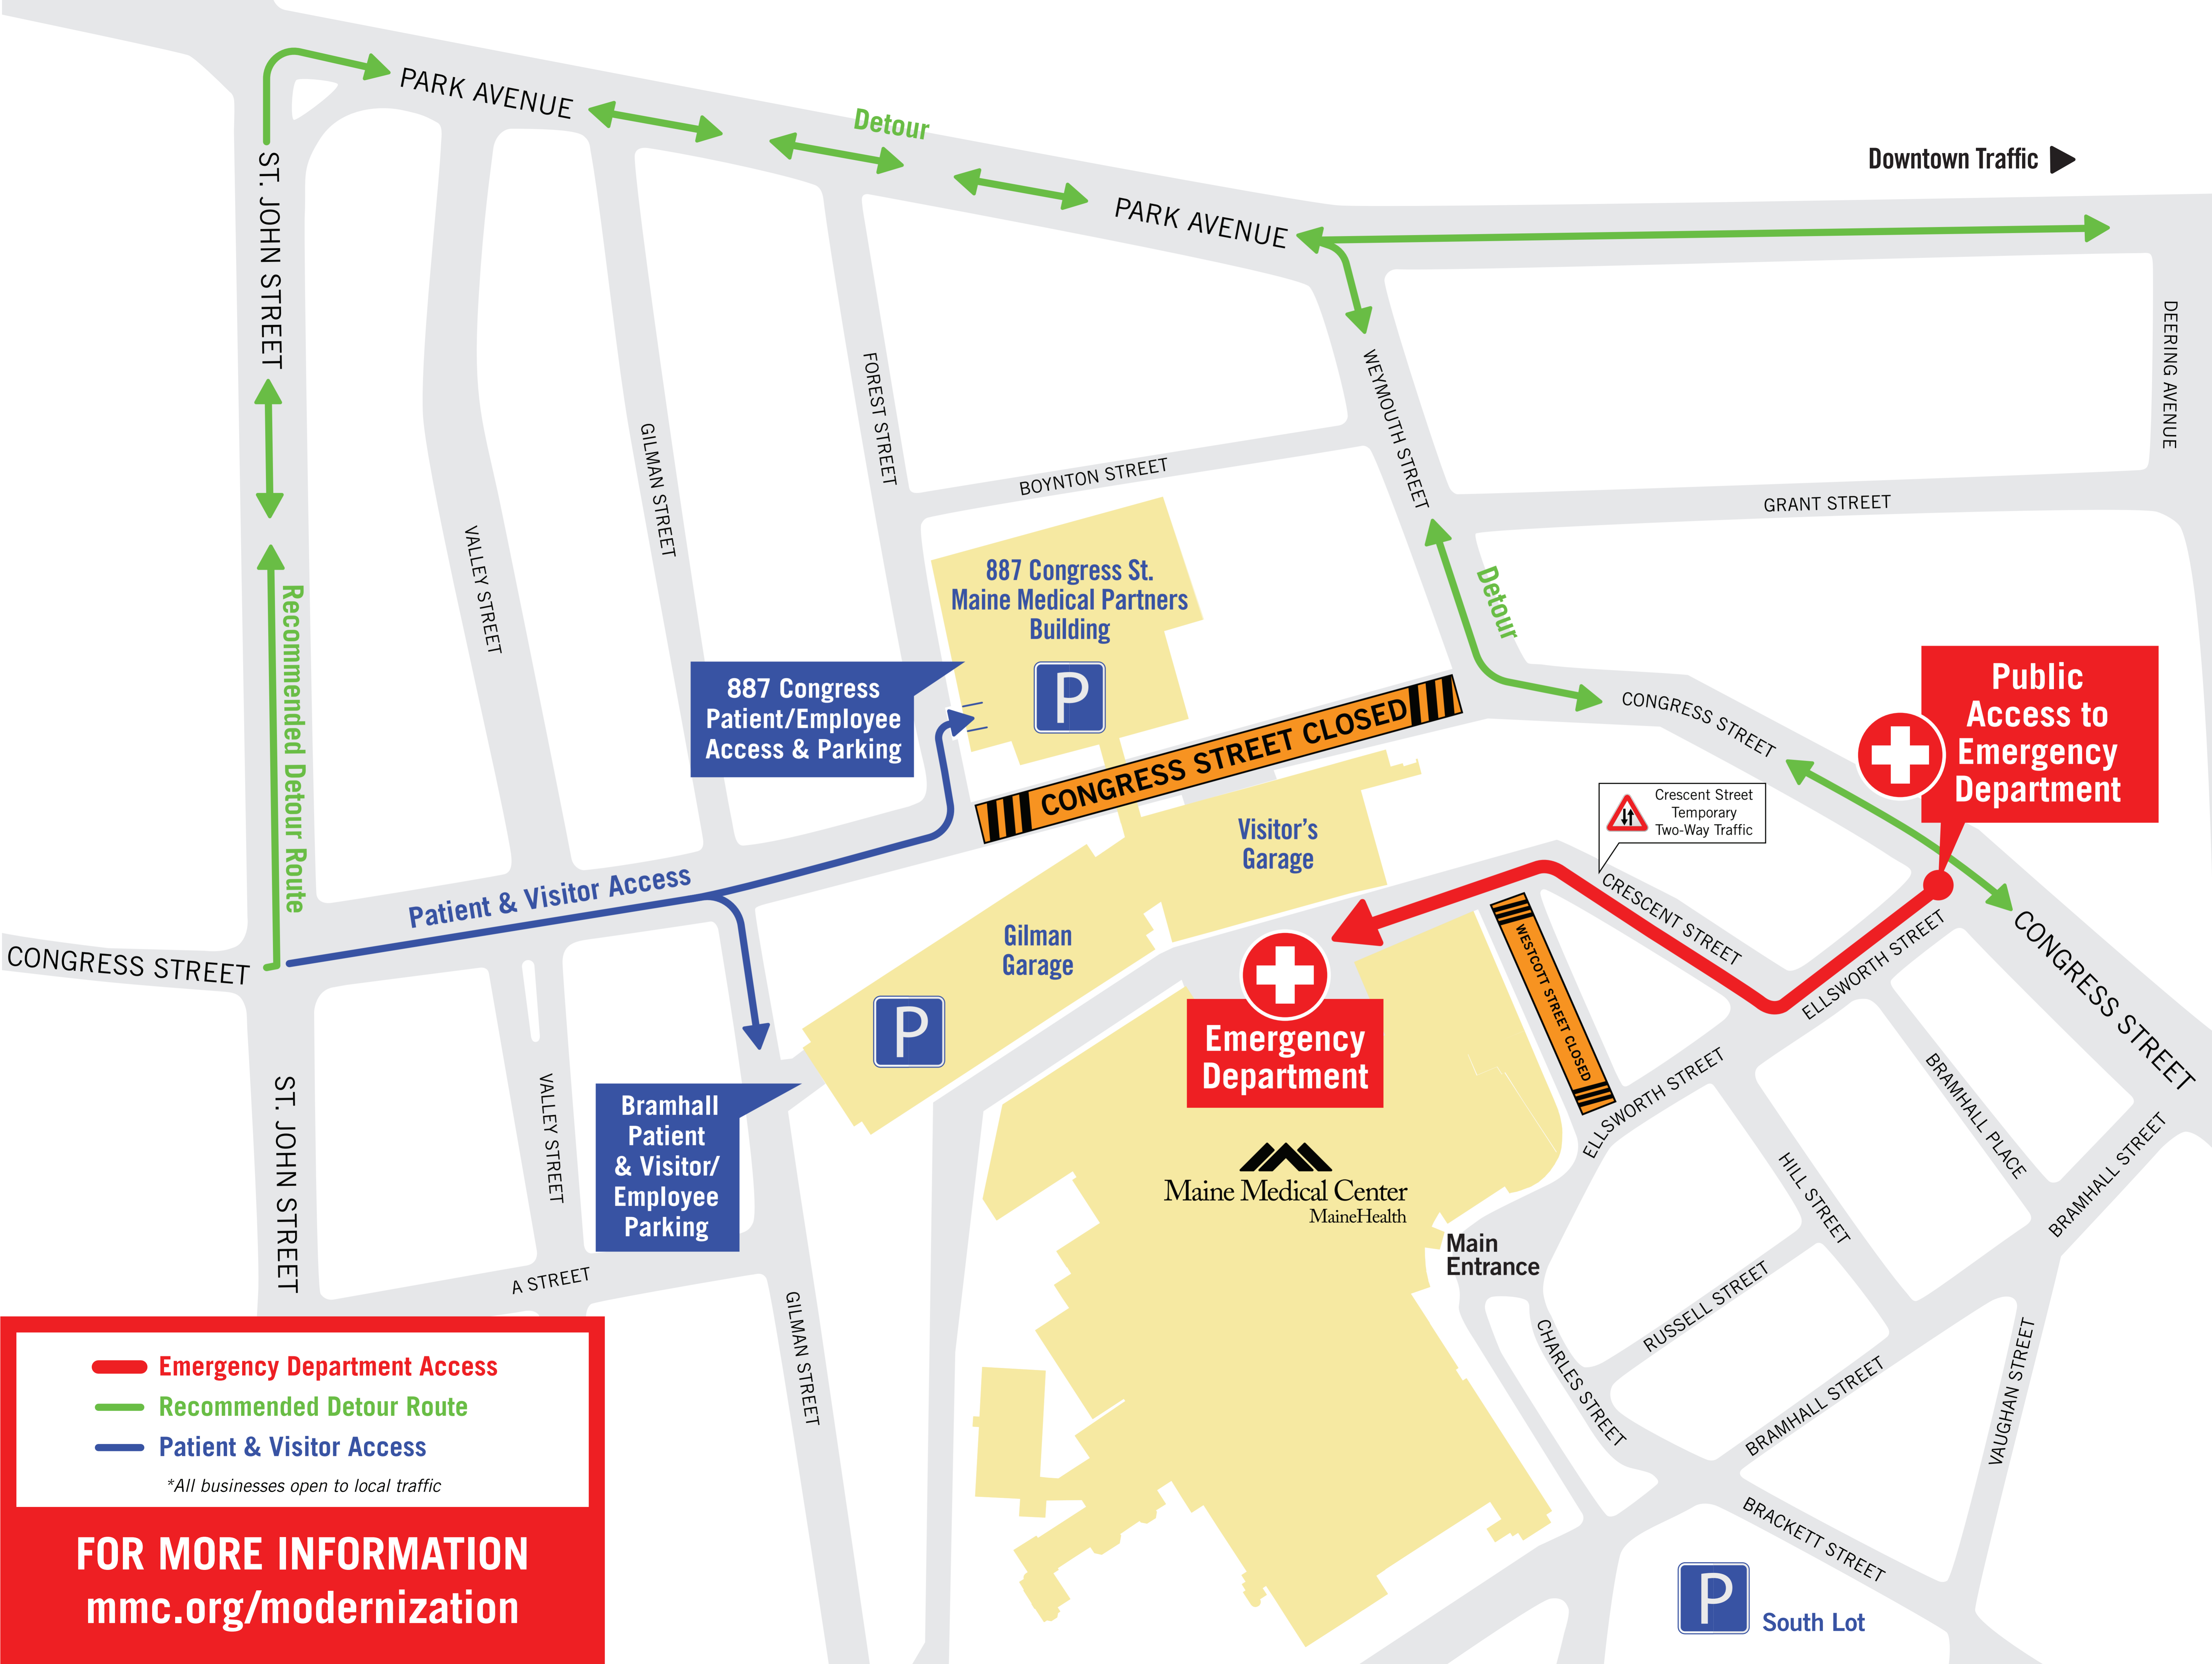 PARK AVENUE
Detour
Downtown Traffic
ST. JOHN STREET
PARK AVENUE
DEERING AVENUE
FOREST STREET
WEYMOUTH STREET
GILMAN STREET
BOYNTON STREET
GRANT STREET
VALLEY STREET
887 Congress St.
Maine Medical Partners
Building
P
Detour
Recommended Detour Route
887 Congress
Patient/Employee
Access & Parking
CONGRESS STREET CLOSED
CONGRESS STREET
Public
Access to
Emergency
Department
Crescent Street
Temporary
Two-Way Traffic
Visitor's
Garage
Patient & Visitor Access
CRESCENT STREET
CONGRESS STREET
Gilman
Garage
P
WESTCOTT STREET CLOSED
ELLSWORTH STREET
CONGRESS STREET
Emergency
Department
ELLSWORTH STREET
BRAMHALL PLACE
BRAMHALL STREET
ST. JOHN STREET
VALLEY STREET
Bramhall
Patient
& Visitor/
Employee
Parking
Maine Medical Center
MaineHealth
HILL STREET
Main
Entrance
A STREET
GILMAN STREET
RUSSELL STREET
CHARLES STREET
BRAMHALL STREET
VAUGHAN STREET
BRACKETT STREET
P
South Lot
Emergency Department Access
Recommended Detour Route
Patient & Visitor Access
*All businesses open to local traffic
FOR MORE INFORMATION
mmc.org/modernization